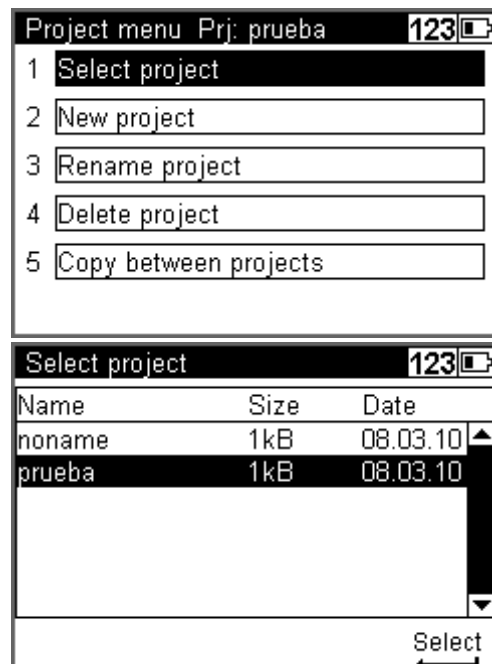 Project menu Prj: prueba 123
1 Select project
2 New project
3 Rename project
4 Delete project
5 Copy between projects
Select project 123
Name Size Date
noname 1kB 08.03.10
prueba 1kB 08.03.10
Select